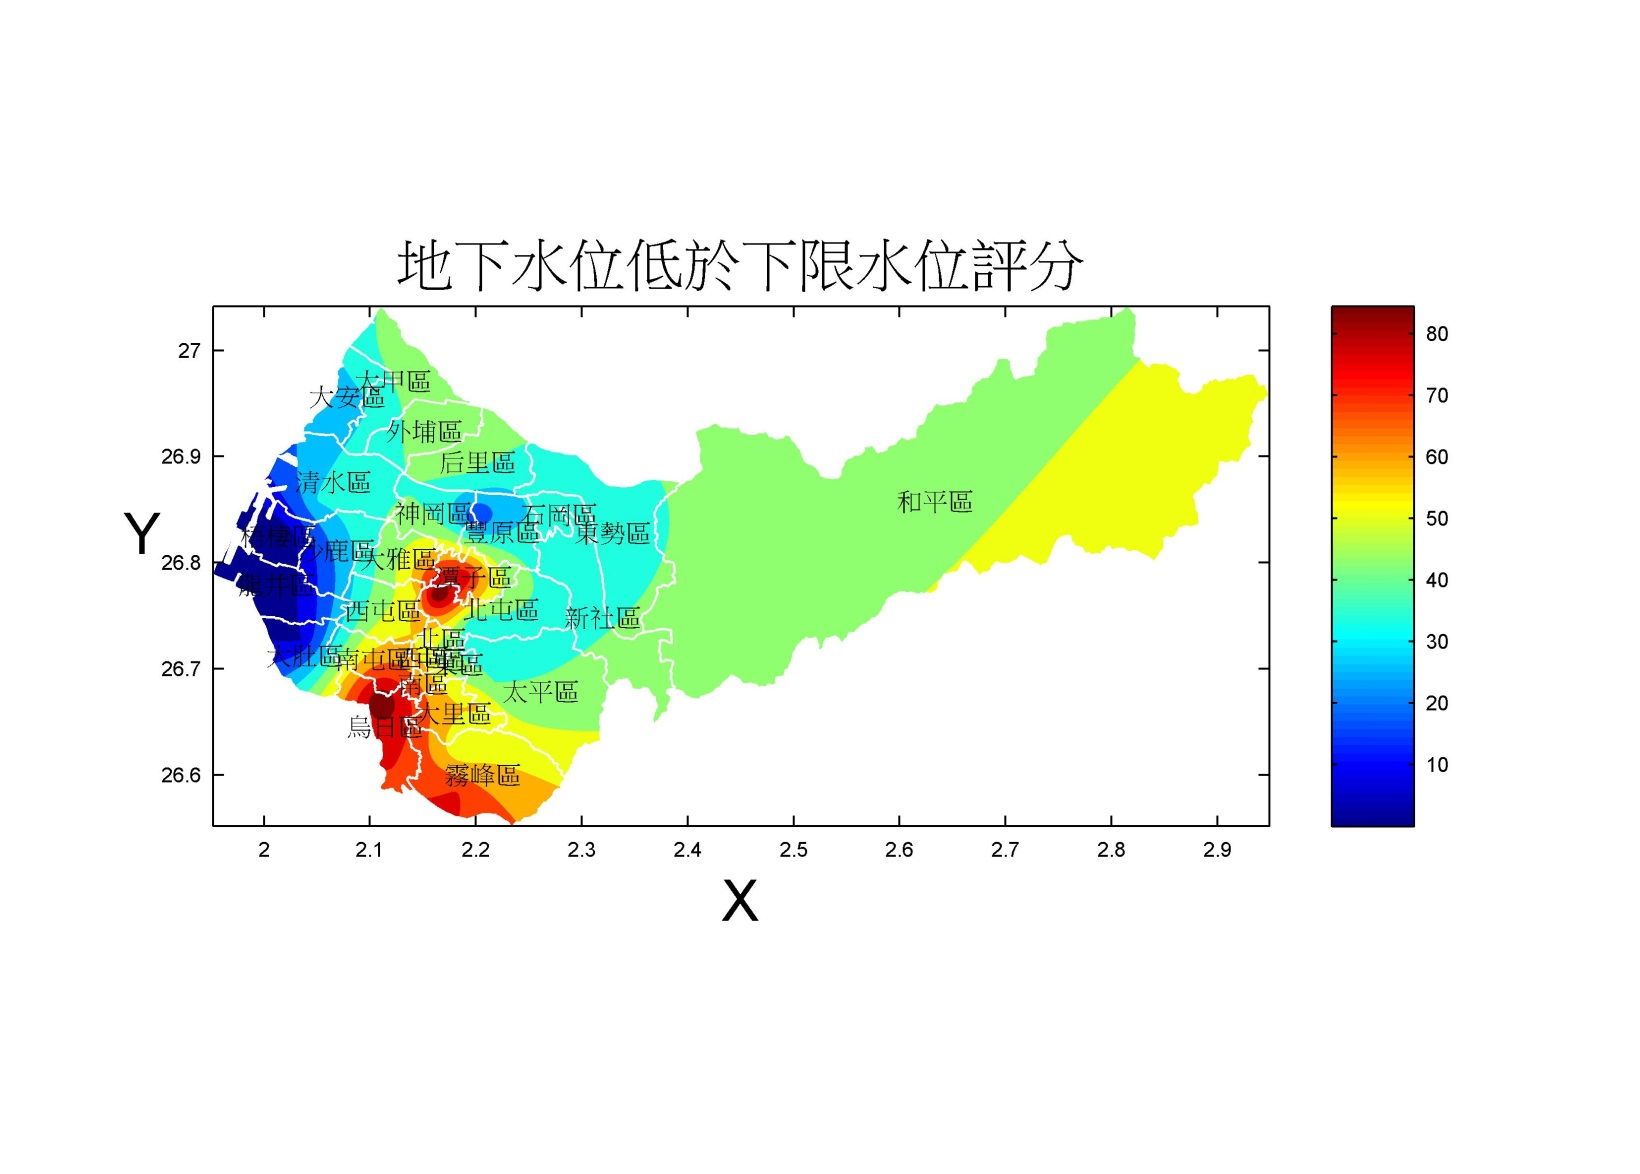 地下水位低於下限水位評分
27
26.9
26.8
26.7
26.6
Y
大甲區
大安區
外埔區
后里區
清水區
神岡區
石岡區
豐原區
東勢區
和平區
梧棲區
沙鹿區
大雅區
潭子區
龍井區
西屯區
北屯區
新社區
北區
大肚區
南屯區
西區
東區
南區
太平區
大里區
烏日區
霧峰區
2
2.1
2.2
2.3
2.4
2.5
2.6
2.7
2.8
2.9
X
80
70
60
50
40
30
20
10